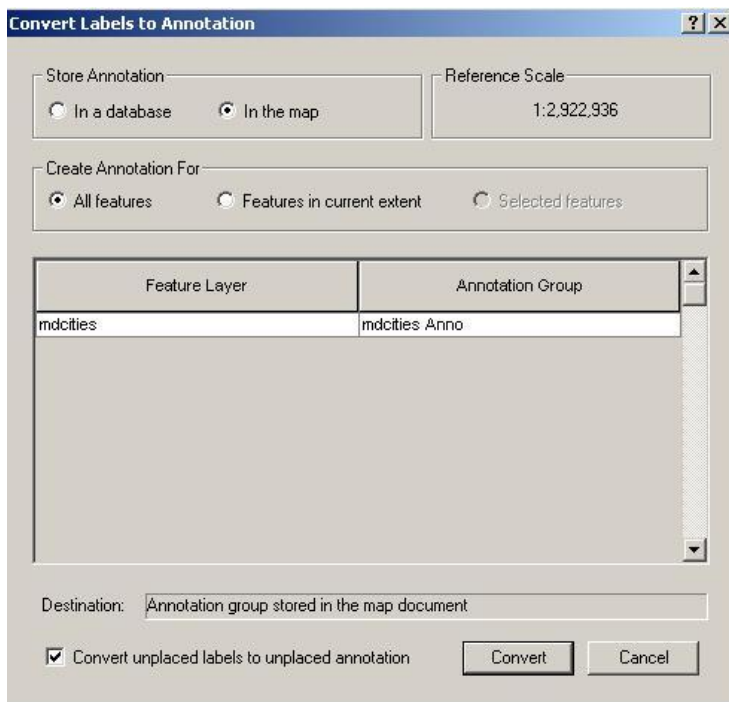 Convert Labels to Annotation
Store Annotation
In a database In the map
Reference Scale
1:2,922,936
Create Annotation For
All features Features in current extent Selected features
Feature Layer Annotation Group
mdcities mdcities Anno
Destination: Annotation group stored in the map document
Convert unplaced labels to unplaced annotation Convert Cancel